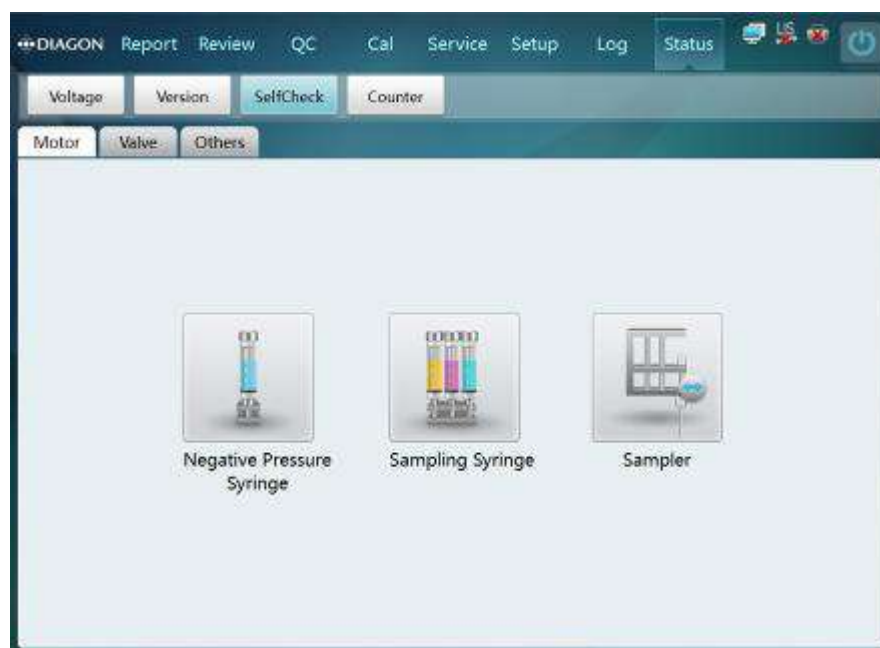 DIAGON Report Review QC Cal Service Setup Log Status
Voltage Version SelfCheck Counter
Motor Valve Others
Negative Pressure Syringe
Sampling Syringe
Sampler